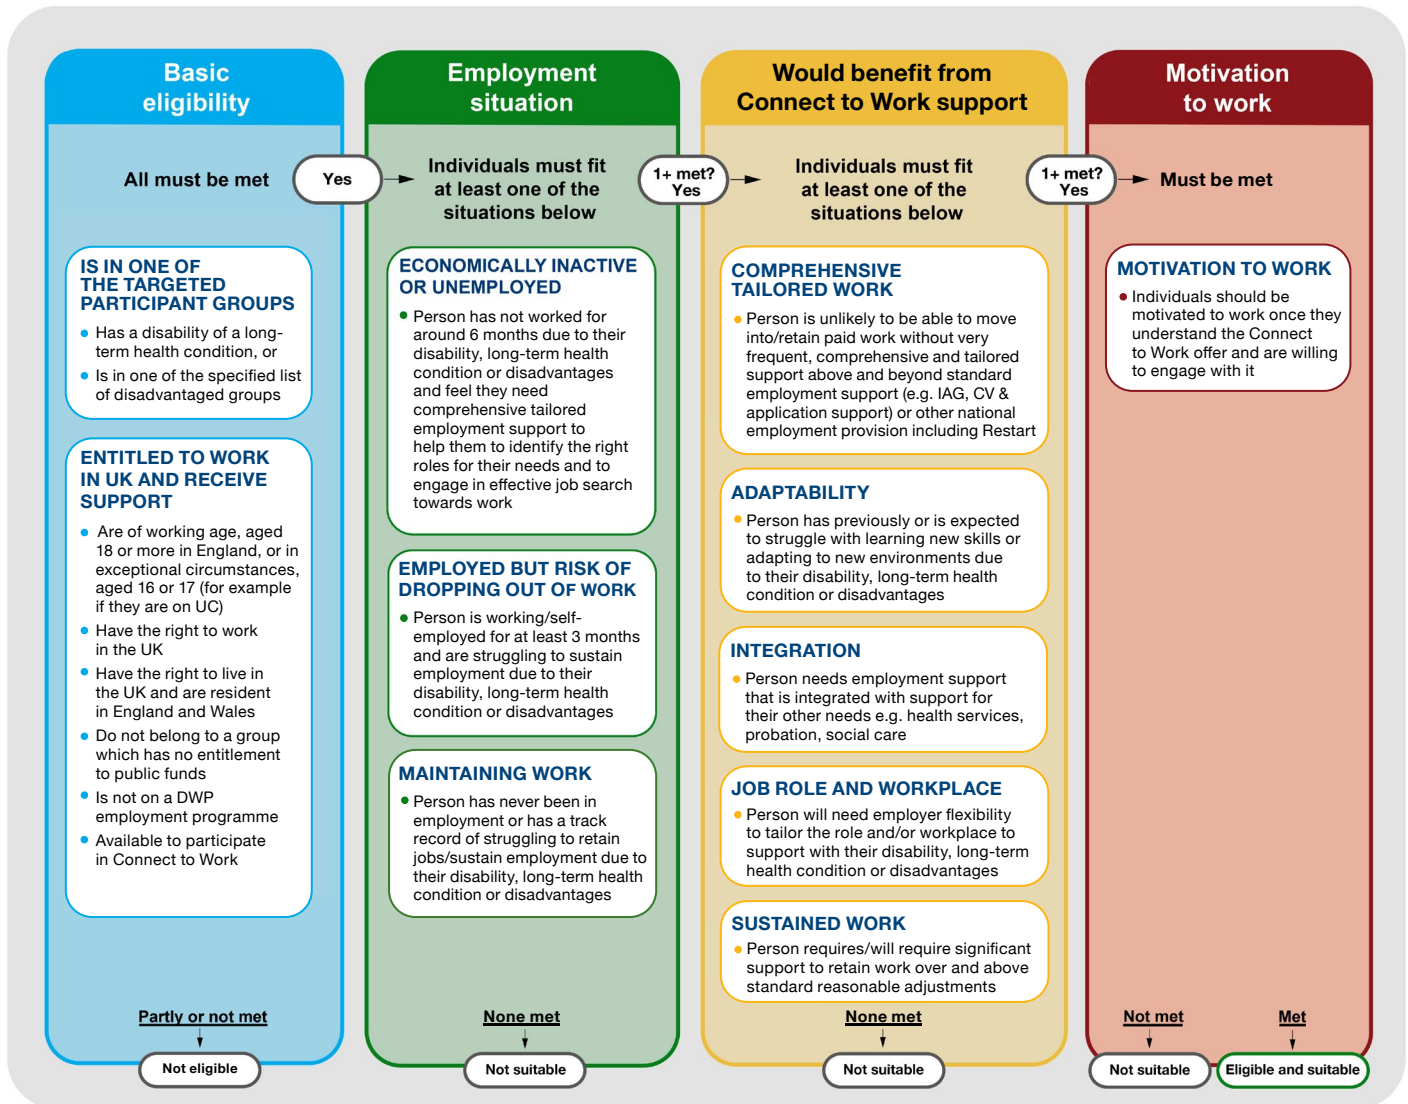 Basic
eligibility
All must be met
Yes
IS IN ONE OF
THE TARGETED
PARTICIPANT GROUPS
• Has a disability of a long-
term health condition, or
• Is in one of the specified list
of disadvantaged groups
ENTITLED TO WORK
IN UK AND RECEIVE
SUPPORT
• Are of working age, aged
18 or more in England, or in
exceptional circumstances,
aged 16 or 17 (for example
if they are on UC)
• Have the right to work
in the UK
• Have the right to live in
the UK and are resident
in England and Wales
• Do not belong to a group
which has no entitlement
to public funds
• Is not on a DWP
employment programme
• Available to participate
in Connect to Work
Partly or not met
Not eligible
Employment
situation
Individuals must fit
at least one of the
situations below
1+ met?
Yes
ECONOMICALLY INACTIVE
OR UNEMPLOYED
• Person has not worked for
around 6 months due to their
disability, long-term health
condition or disadvantages
and feel they need
comprehensive tailored
employment support to
help them to identify the right
roles for their needs and to
engage in effective job search
towards work
EMPLOYED BUT RISK OF
DROPPING OUT OF WORK
• Person is working/self-
employed for at least 3 months
and are struggling to sustain
employment due to their
disability, long-term health
condition or disadvantages
MAINTAINING WORK
• Person has never been in
employment or has a track
record of struggling to retain
jobs/sustain employment due to
their disability, long-term health
condition or disadvantages
None met
Not suitable
Would benefit from
Connect to Work support
Individuals must fit
at least one of the
situations below
1+ met?
Yes
COMPREHENSIVE
TAILORED WORK
• Person is unlikely to be able to move
into/retain paid work without very
frequent, comprehensive and tailored
support above and beyond standard
employment support (e.g. IAG, CV &
application support) or other national
employment provision including Restart
ADAPTABILITY
• Person has previously or is expected
to struggle with learning new skills or
adapting to new environments due
to their disability, long-term health
condition or disadvantages
INTEGRATION
• Person needs employment support
that is integrated with support for
their other needs e.g. health services,
probation, social care
JOB ROLE AND WORKPLACE
• Person will need employer flexibility
to tailor the role and/or workplace to
support with their disability, long-term
health condition or disadvantages
SUSTAINED WORK
• Person requires/will require significant
support to retain work over and above
standard reasonable adjustments
None met
Not suitable
Motivation
to work
Must be met
MOTIVATION TO WORK
• Individuals should be
motivated to work once they
understand the Connect
to Work offer and are willing
to engage with it
Not met
Not suitable
Met
Eligible and suitable